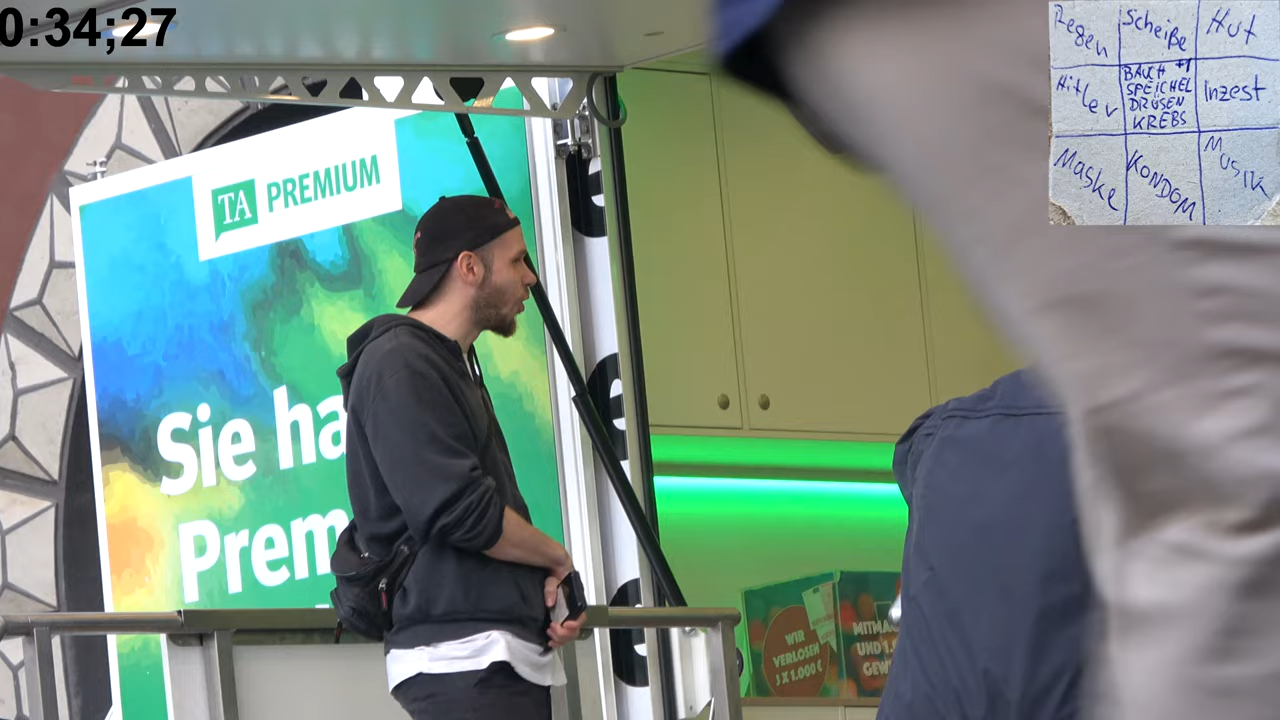 0:34;27
Regen
Scheiße
Hut
Hitler
BAUCH +1
SPEICHEL
DRÜSEN
KREBS
Inzest
Maske
KONDOM
MUSIK
TA PREMIUM
Sie ha
Prem
WIR
VERLOSEN
3 X 1.000 €
MITMA
UND 1.
GEW